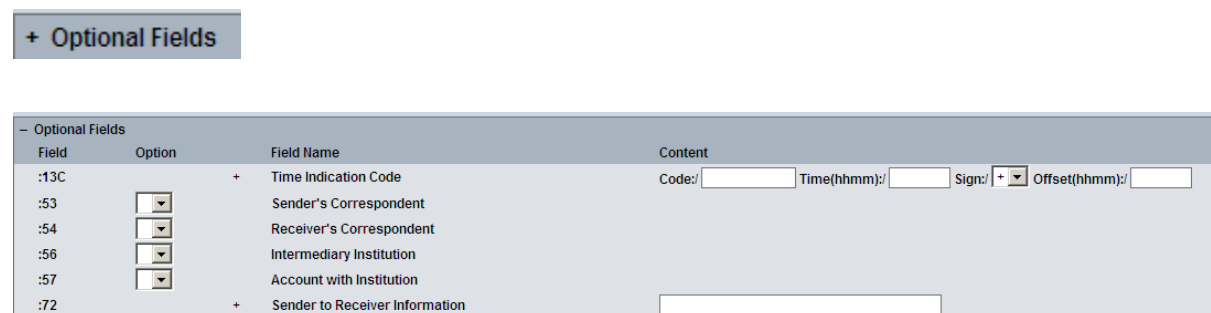 + Optional Fields
– Optional Fields
Field Option Field Name Content
:13C + Time Indication Code Code:/ Time(hhmm):/ Sign:/ + Offset(hhmm):/
:53 Sender's Correspondent
:54 Receiver's Correspondent
:56 Intermediary Institution
:57 Account with Institution
:72 + Sender to Receiver Information